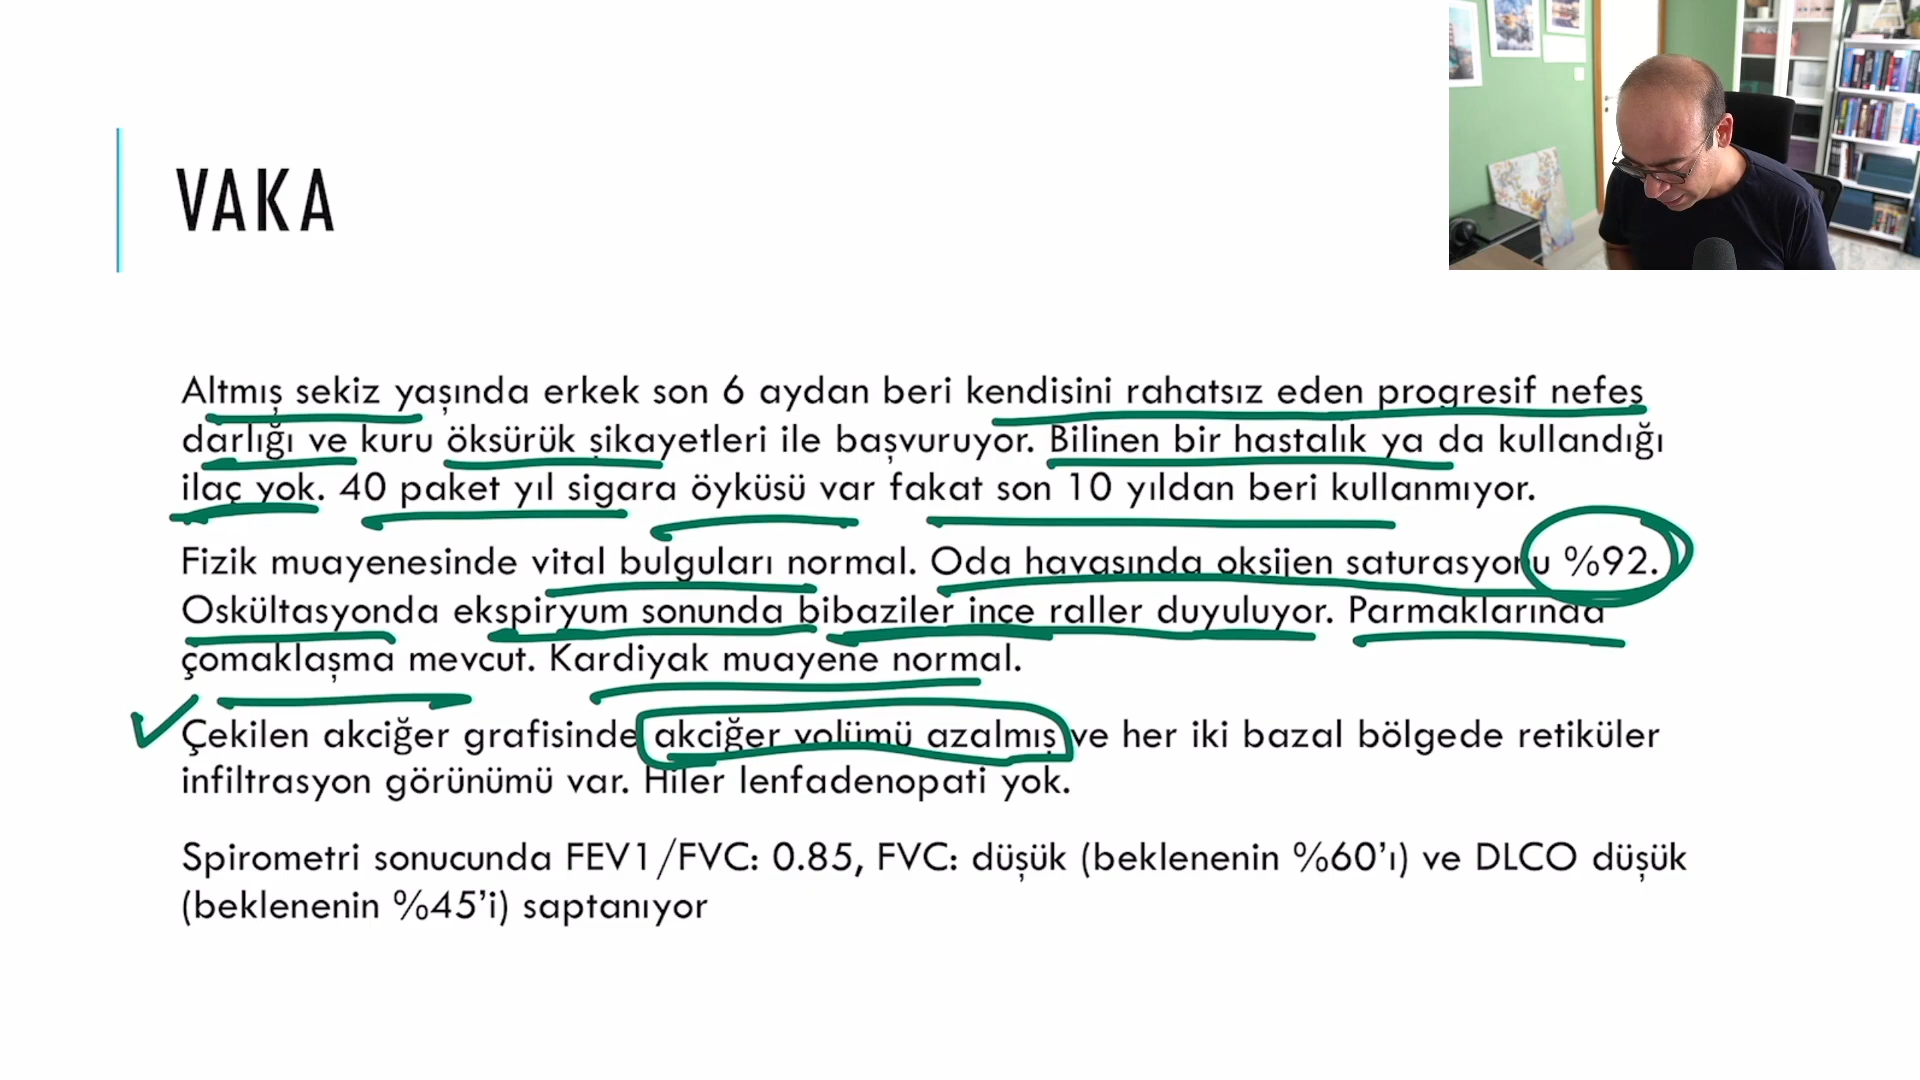 VAKA
Altmış sekiz yaşında erkek son 6 aydan beri kendisini rahatsız eden progresif nefes
darlığı ve kuru öksürük şikayetleri ile başvuruyor. Bilinen bir hastalık ya da kullandığı
ilaç yok. 40 paket yıl sigara öyküsü var fakat son 10 yıldan beri kullanmıyor.
Fizik muayenesinde vital bulguları normal. Oda havasında oksijen saturasyonu %92.
Oskültasyonda ekspiryum sonunda bibaziler ince raller duyuluyor. Parmaklarında
çomaklaşma mevcut. Kardiyak muayene normal.
Çekilen akciğer grafisinde akciğer volümü azalmış ve her iki bazal bölgede retiküler
infiltrasyon görünümü var. Hiler lenfadenopati yok.
Spirometri sonucunda FEV1/FVC: 0.85, FVC: düşük (beklenenin %60’ı) ve DLCO düşük
(beklenenin %45’i) saptanıyor